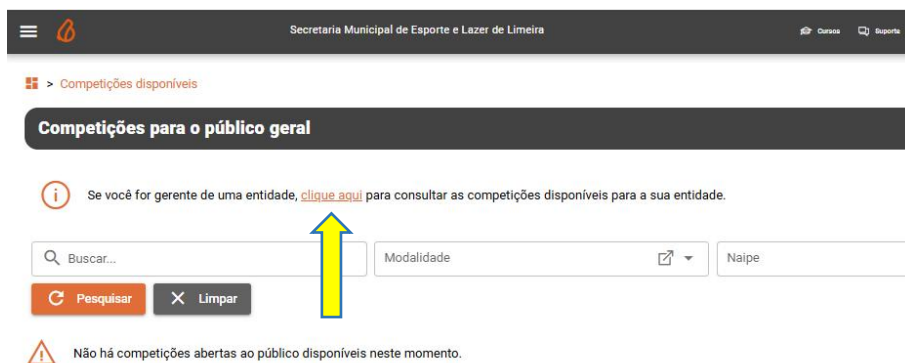 Secretaria Municipal de Esporte e Lazer de Limeira
Cursos
Suporte
> Competições disponíveis
Competições para o público geral
Se você for gerente de uma entidade, clique aqui para consultar as competições disponíveis para a sua entidade.
Buscar...
Modalidade
Naipe
Pesquisar
Limpar
Não há competições abertas ao público disponíveis neste momento.